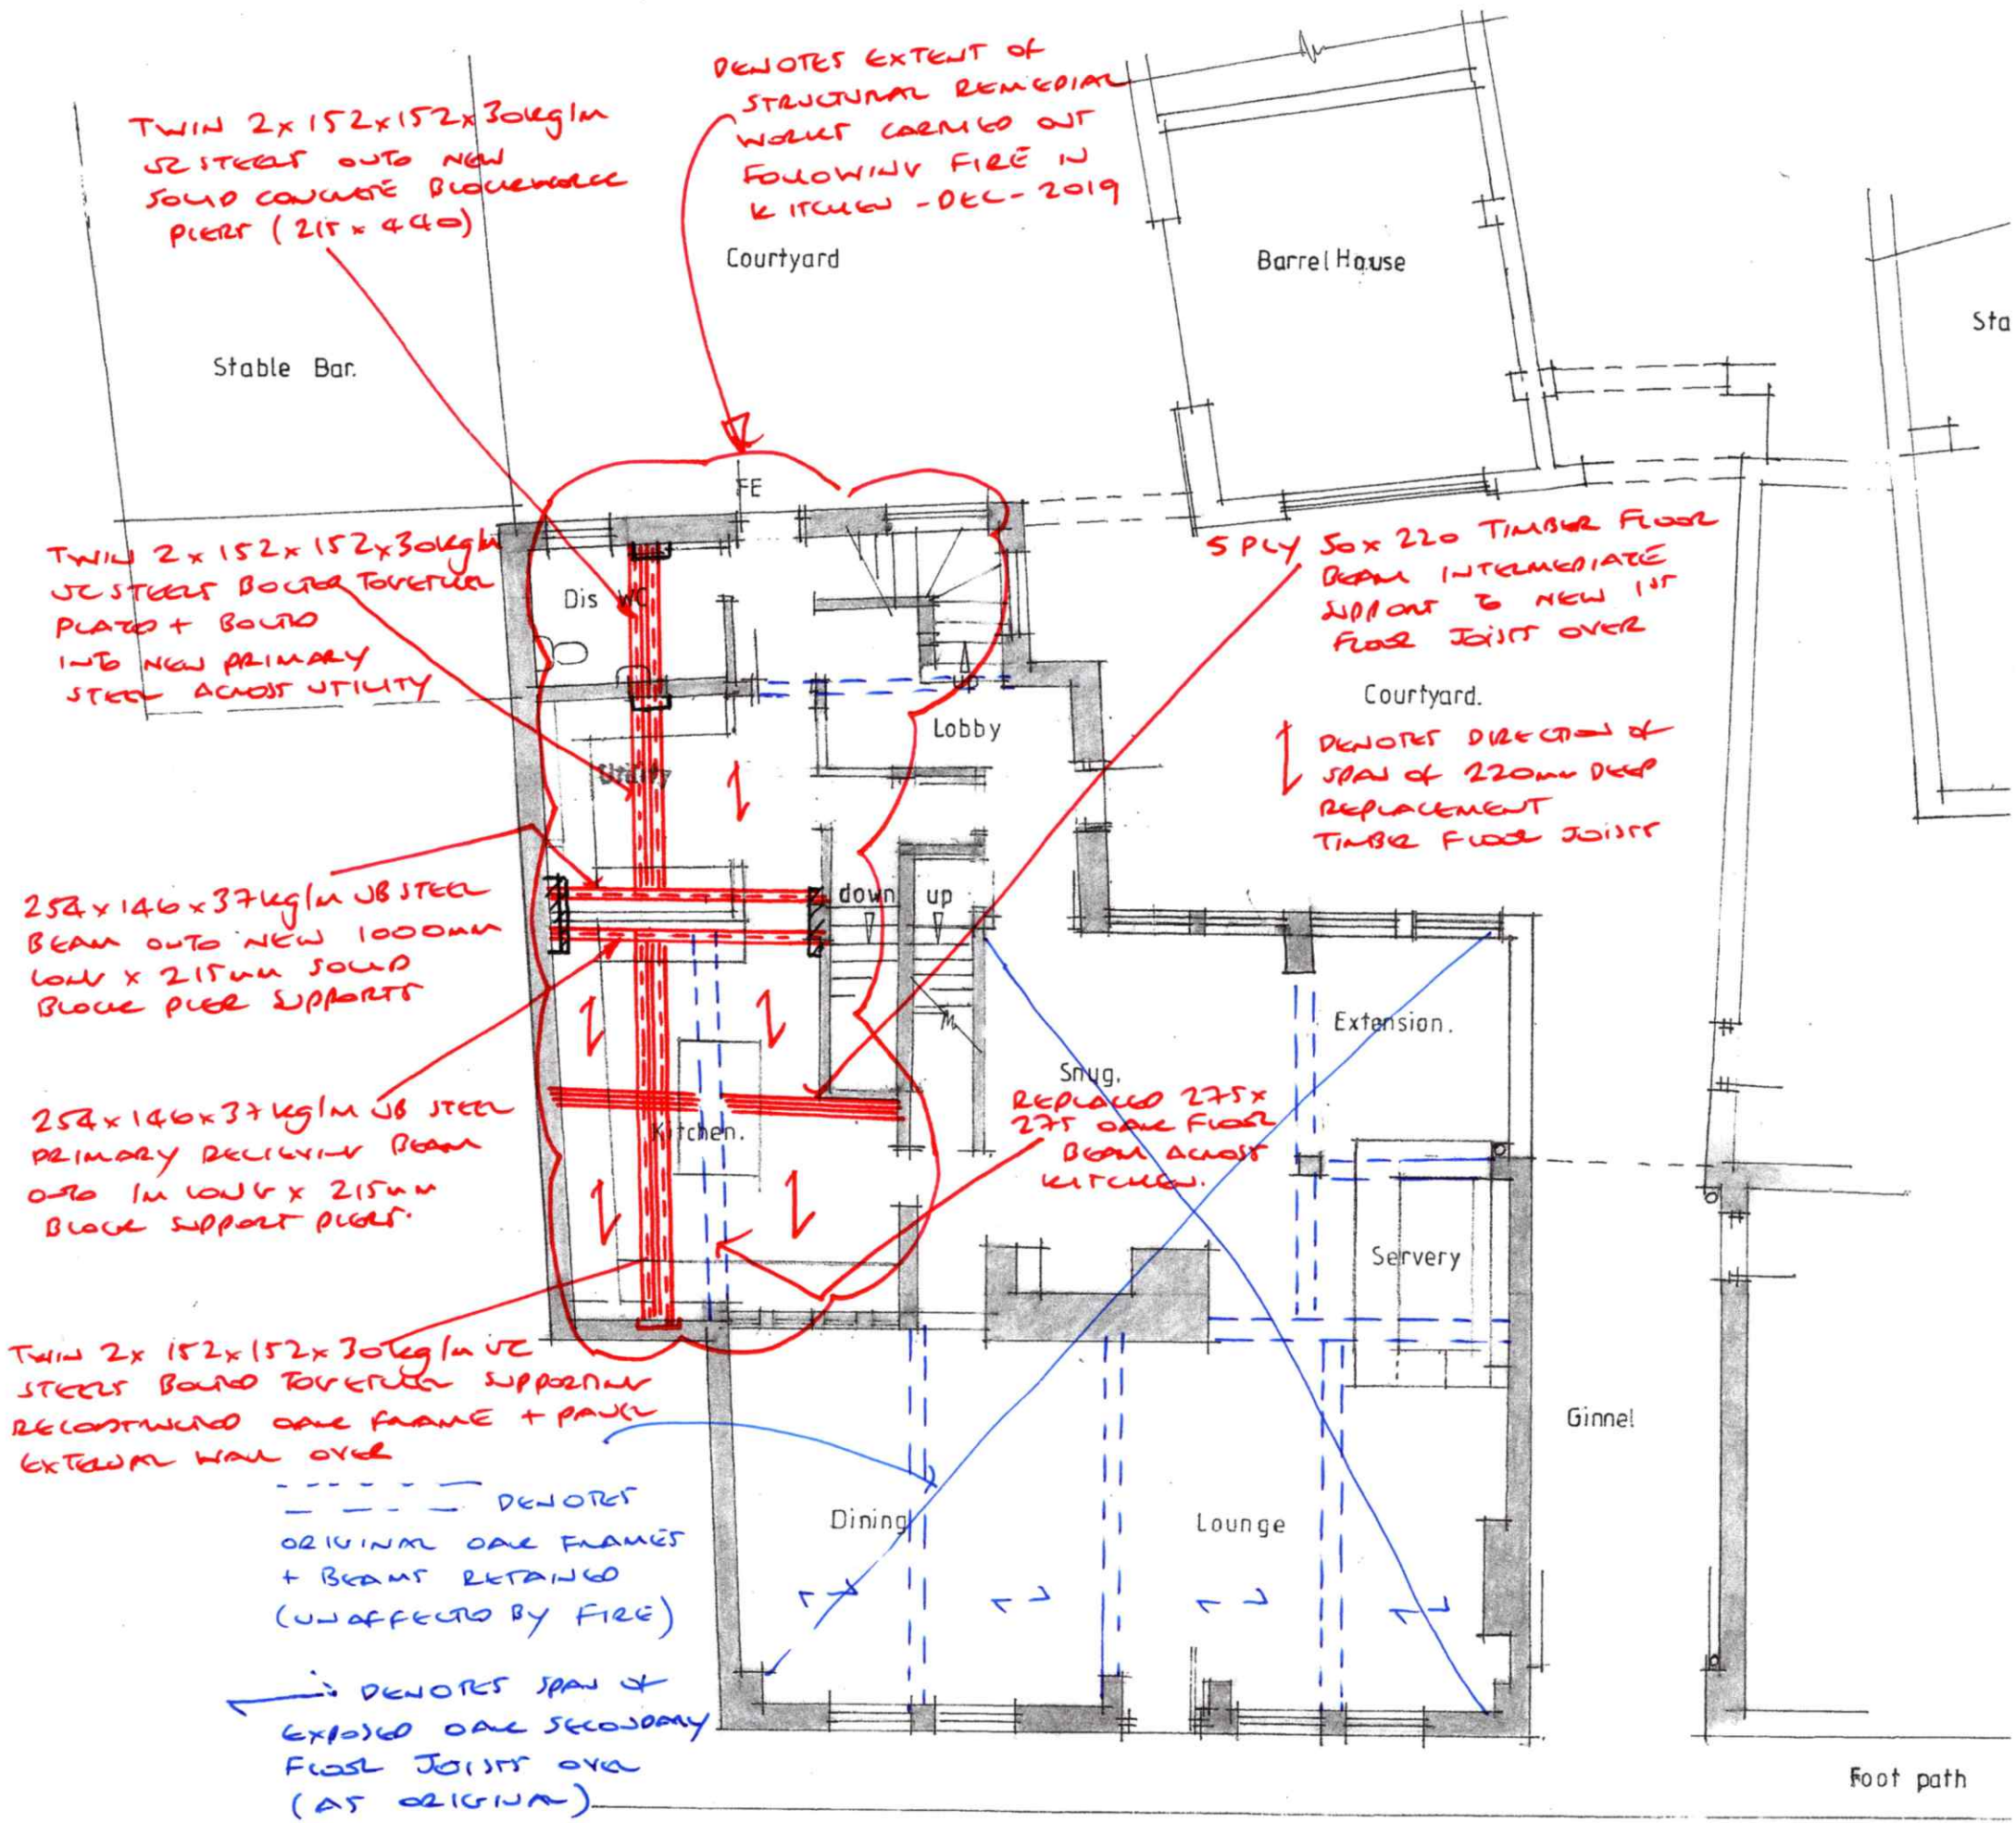 DENOTES EXTENT OF
STRUCTURAL REMEDIAL
WORKS CARRIED OUT
FOLLOWING FIRE IN
KITCHEN - DEC - 2019
TWIN 2x 152x152x30kg/m
UC STEELS ONTO NEW
SOLID CONCRETE BLOCKWORK
PIERS (215 x 440)
Courtyard
Barrel House
Sta
Stable Bar.
FE
TWIN 2x152x152x30kg/m
UC STEELS BOLTED TOGETHER
PLATED + BOLTED
INTO NEW PRIMARY
STEEL ACROSS UTILITY
5 PLY 50x220 TIMBER FLOOR
BEAM INTERMEDIATE
SUPPORT TO NEW 1ST
FLOOR JOISTS OVER
Dis WC
up
Courtyard.
Lobby
DENOTES DIRECTION OF
SPAN OF 220mm DEEP
REPLACEMENT
TIMBER FLOOR JOISTS
Utility
254x146x37kg/m UB STEEL
BEAM ONTO NEW 1000mm
LONG x 215mm SOLID
BLOCK PIER SUPPORTS
down
up
Extension.
Snug.
254x146x37kg/m UB STEEL
PRIMARY RELIEVING BEAM
ONTO 1m LONG x 215mm
BLOCK SUPPORT PIERS.
REPLACED 275x
275 OAK FLOOR
BEAM ACROSS
KITCHEN.
Kitchen.
Servery
TWIN 2x 152x152x30kg/m UC
STEELS BOLTED TOGETHER SUPPORTING
RECONSTRUCTED OAK FRAME + PANEL
EXTERNAL WALL OVER
Ginnel
DENOTES
ORIGINAL OAK FRAMES
+ BEAMS RETAINED
(UNAFFECTED BY FIRE)
Dining
Lounge
DENOTES SPAN OF
EXPOSED OAK SECONDARY
FLOOR JOISTS OVER
(AS ORIGINAL)
Foot path